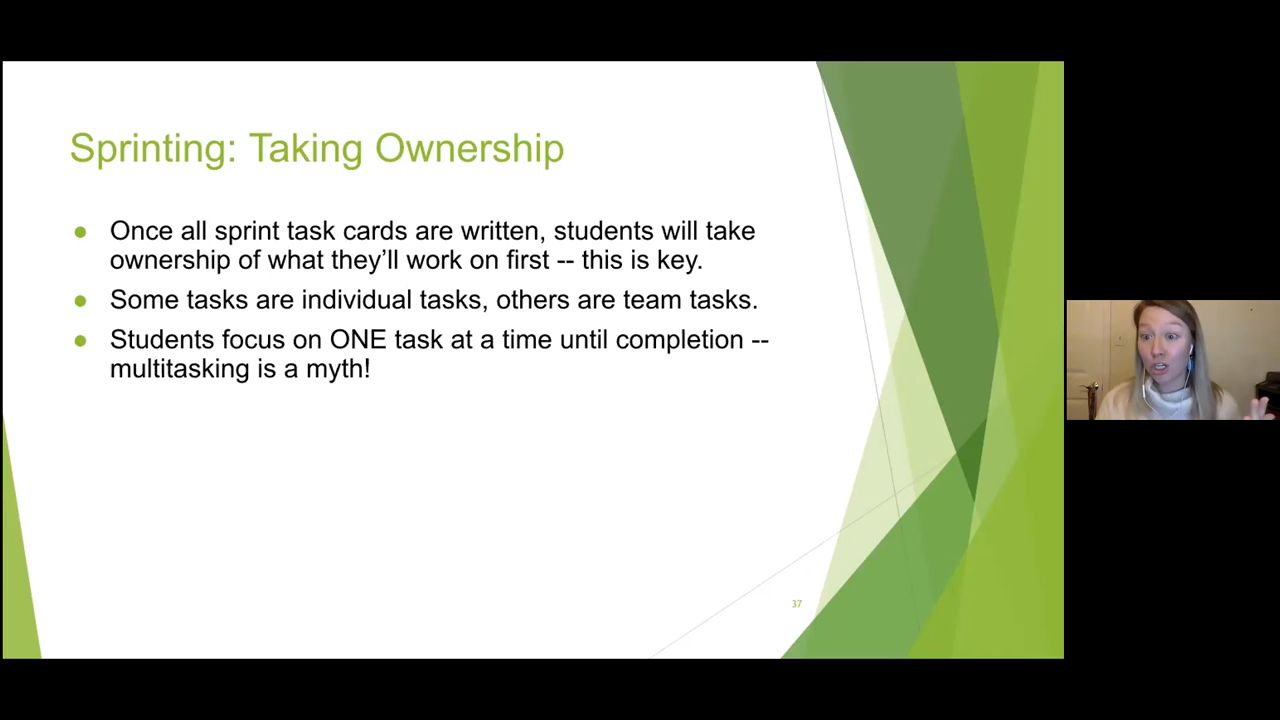 Sprinting: Taking Ownership
● Once all sprint task cards are written, students will take
ownership of what they’ll work on first -- this is key.
● Some tasks are individual tasks, others are team tasks.
● Students focus on ONE task at a time until completion --
multitasking is a myth!
37